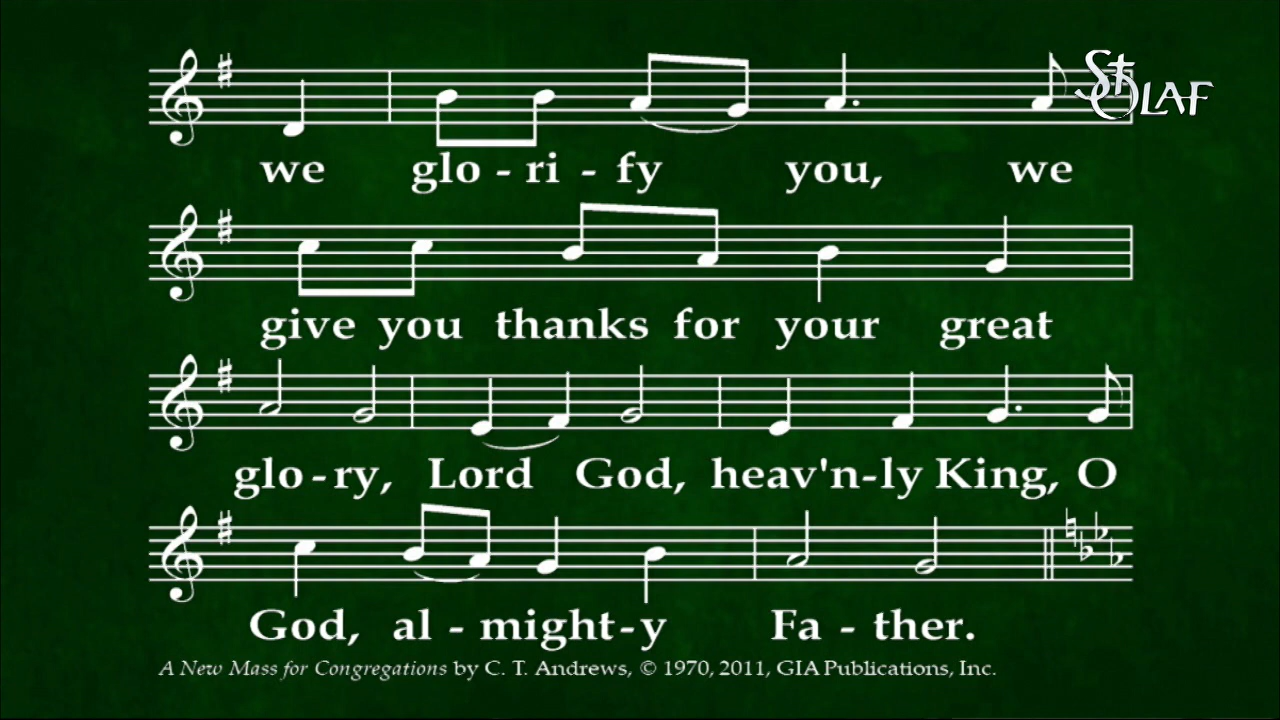 St OLAF
we glo - ri - fy you, we
give you thanks for your great
glo - ry, Lord God, heav'n-ly King, O
God, al - might-y Fa - ther.
A New Mass for Congregations by C. T. Andrews, © 1970, 2011, GIA Publications, Inc.